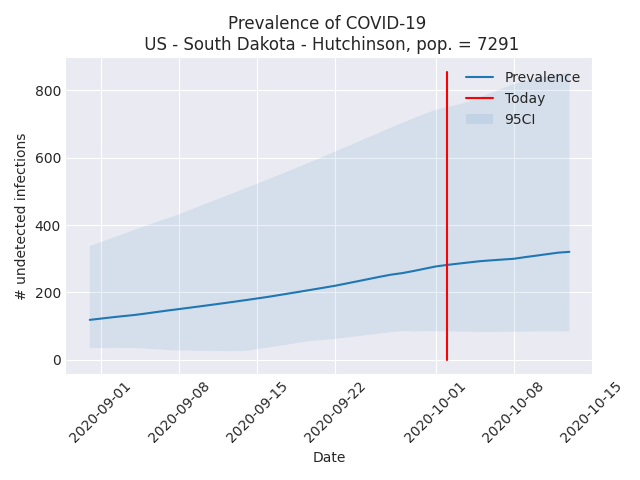 Prevalence of COVID-19
US - South Dakota - Hutchinson, pop. = 7291
Prevalence
Today
95CI
# undetected infections
800
600
400
200
0
2020-09-01
2020-09-08
2020-09-15
2020-09-22
2020-10-01
2020-10-08
2020-10-15
Date